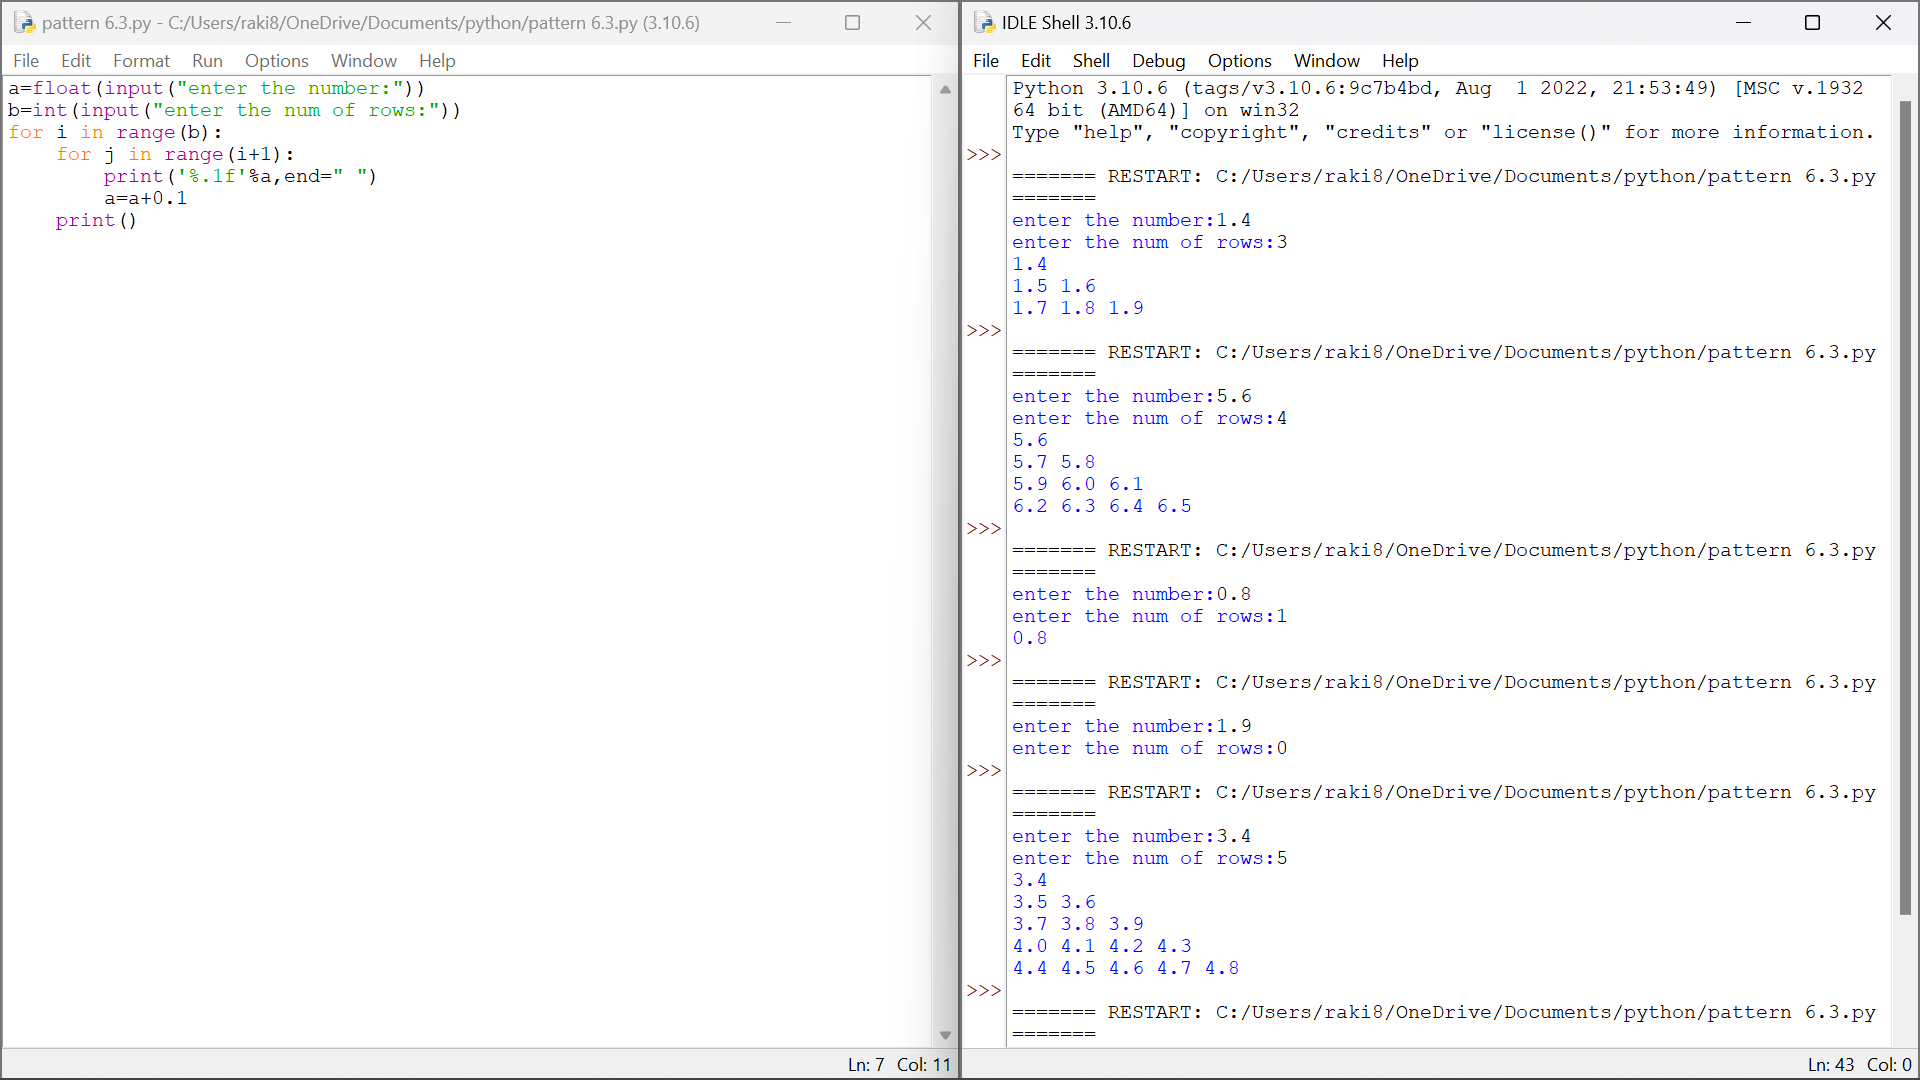 pattern 6.3.py - C:/Users/raki8/OneDrive/Documents/python/pattern 6.3.py (3.10.6)
File Edit Format Run Options Window Help
a=float(input("enter the number:"))
b=int(input("enter the num of rows:"))
for i in range(b):
    for j in range(i+1):
        print('%.1f'%a,end=" ")
        a=a+0.1
    print()
Ln: 7 Col: 11
IDLE Shell 3.10.6
File Edit Shell Debug Options Window Help
Python 3.10.6 (tags/v3.10.6:9c7b4bd, Aug  1 2022, 21:53:49) [MSC v.1932
64 bit (AMD64)] on win32
Type "help", "copyright", "credits" or "license()" for more information.
>>>
======= RESTART: C:/Users/raki8/OneDrive/Documents/python/pattern 6.3.py
=======
enter the number:1.4
enter the num of rows:3
1.4
1.5 1.6
1.7 1.8 1.9
>>>
======= RESTART: C:/Users/raki8/OneDrive/Documents/python/pattern 6.3.py
=======
enter the number:5.6
enter the num of rows:4
5.6
5.7 5.8
5.9 6.0 6.1
6.2 6.3 6.4 6.5
>>>
======= RESTART: C:/Users/raki8/OneDrive/Documents/python/pattern 6.3.py
=======
enter the number:0.8
enter the num of rows:1
0.8
>>>
======= RESTART: C:/Users/raki8/OneDrive/Documents/python/pattern 6.3.py
=======
enter the number:1.9
enter the num of rows:0
>>>
======= RESTART: C:/Users/raki8/OneDrive/Documents/python/pattern 6.3.py
=======
enter the number:3.4
enter the num of rows:5
3.4
3.5 3.6
3.7 3.8 3.9
4.0 4.1 4.2 4.3
4.4 4.5 4.6 4.7 4.8
>>>
======= RESTART: C:/Users/raki8/OneDrive/Documents/python/pattern 6.3.py
=======
Ln: 43 Col: 0